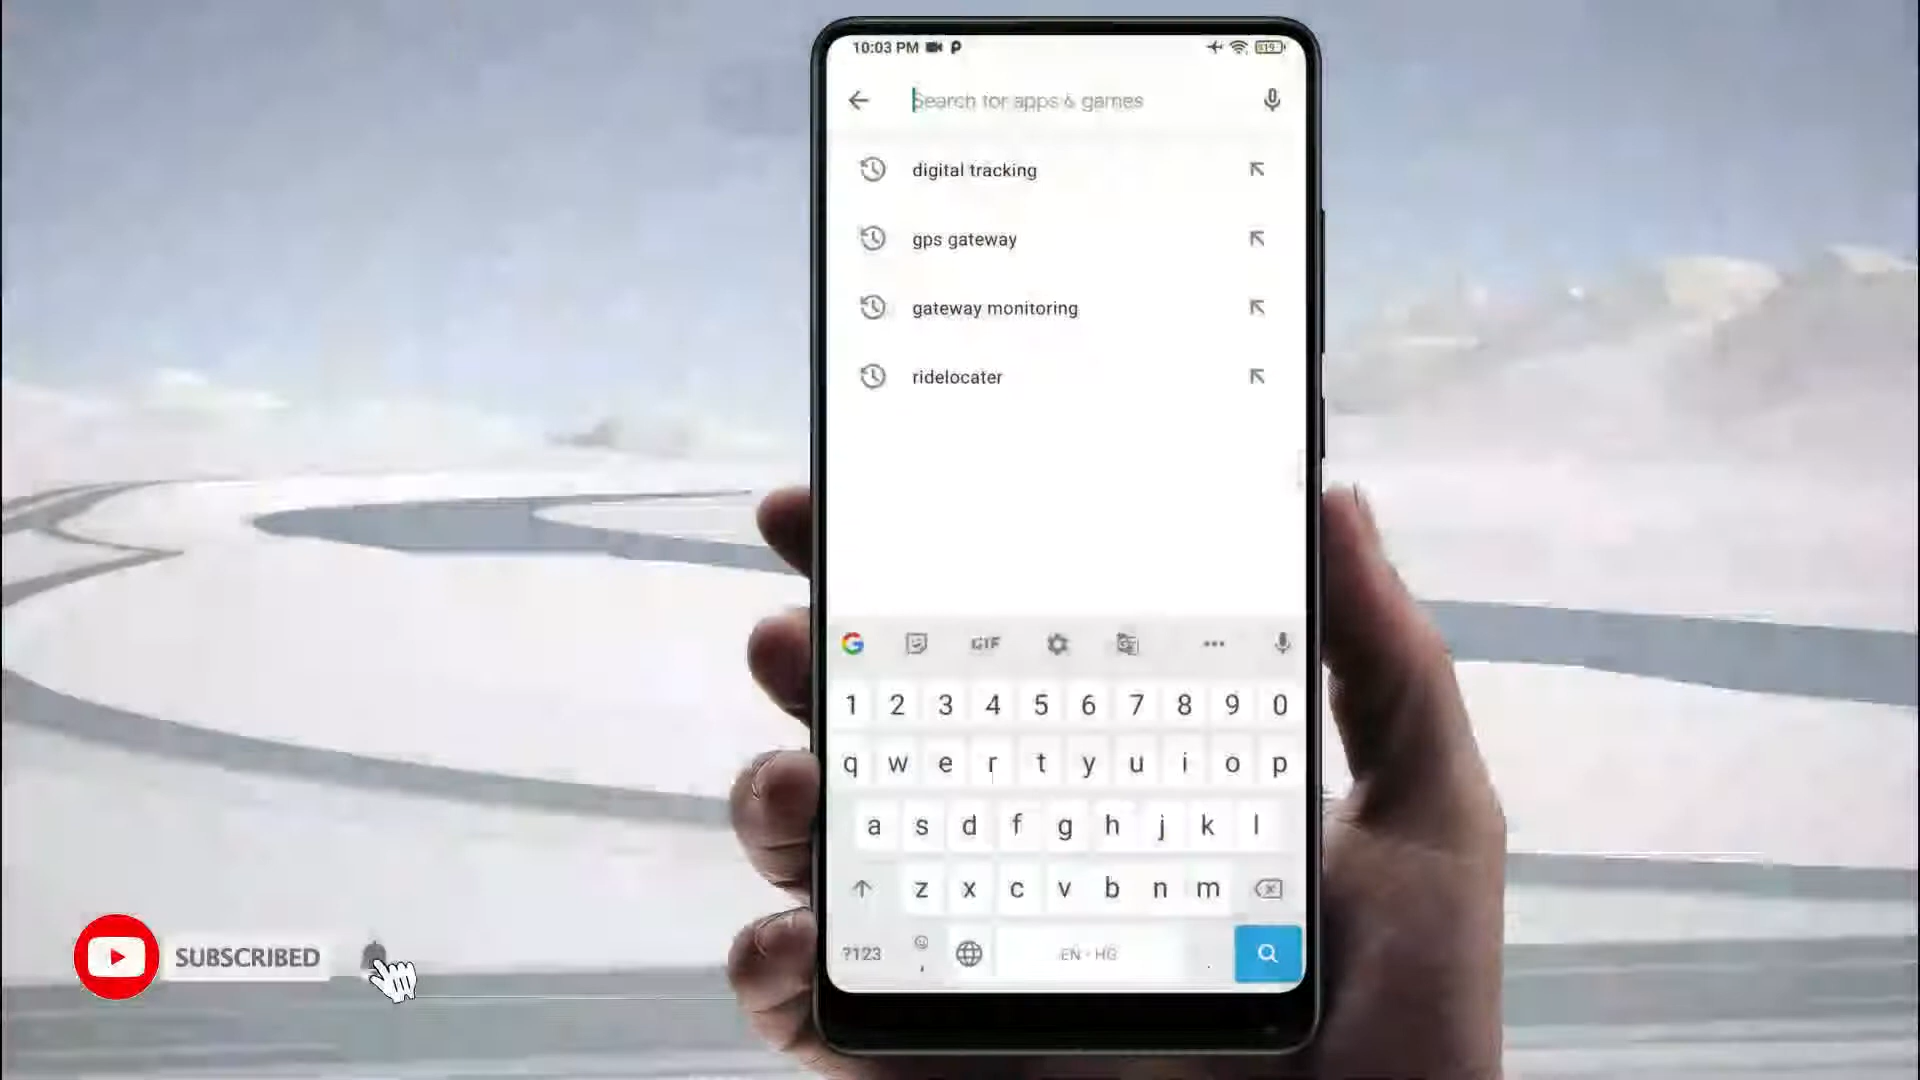 10:03 PM
Search for apps & games
digital tracking
gps gateway
gateway monitoring
ridelocater
GIF
1 2 3 4 5 6 7 8 9 0
q w e r t y u i o p
a s d f g h j k l
z x c v b n m
?123 , EN • HG .
SUBSCRIBED